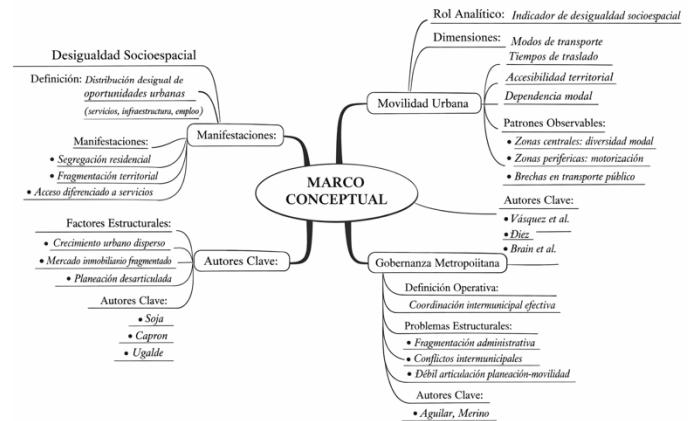 MARCO
CONCEPTUAL
Desigualdad Socioespacial
Definición: Distribución desigual de
oportunidades urbanas
(servicios, infraestructura, emploo)
Manifestaciones:
Manifestaciones:
• Segregación residencial
• Fragmentación territorial
• Acceso diferenciado a servicios
Autores Clave:
Factores Estructurales:
• Crecimiento urbano disperso
• Mercado inmobiliario fragmentado
• Planeación desarticulada
Autores Clave:
• Soja
• Capron
• Ugalde
Movilidad Urbana
Rol Analítico: Indicador de desigualdad socioespacial
Dimensiones: Modos de transporte
Tiempos de traslado
Accesibilidad territorial
Dependencia modal
Patrones Observables:
• Zonas centrales: diversidad modal
• Zonas perifericas: motorización
• Brechas en transporte público
Autores Clave:
• Vásquez et al.
• Điez
• Brain et al.
Gobernanza Metropoiitana
Definición Operativa:
Coordinación intermunicipal efectiva
Problemas Estructurales:
• Fragmentación administrativa
• Conflictos intermunicipales
• Débil articulación planeación-movilidad
Autores Clave:
• Aguilar, Merino